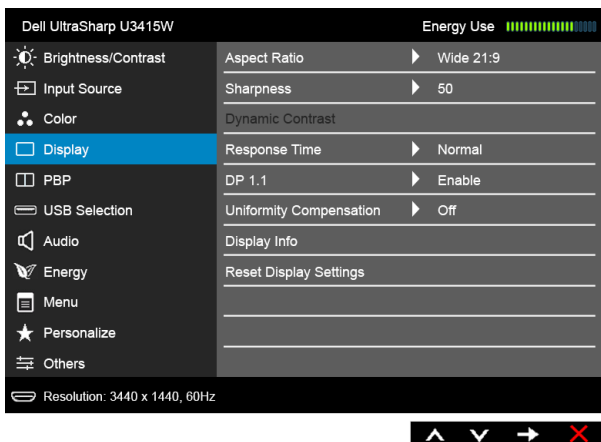 Dell UltraSharp U3415W Energy Use
Brightness/Contrast
Input Source
Color
Display
PBP
USB Selection
Audio
Energy
Menu
Personalize
Others
Aspect Ratio Wide 21:9
Sharpness 50
Dynamic Contrast
Response Time Normal
DP 1.1 Enable
Uniformity Compensation Off
Display Info
Reset Display Settings
Resolution: 3440 x 1440, 60Hz